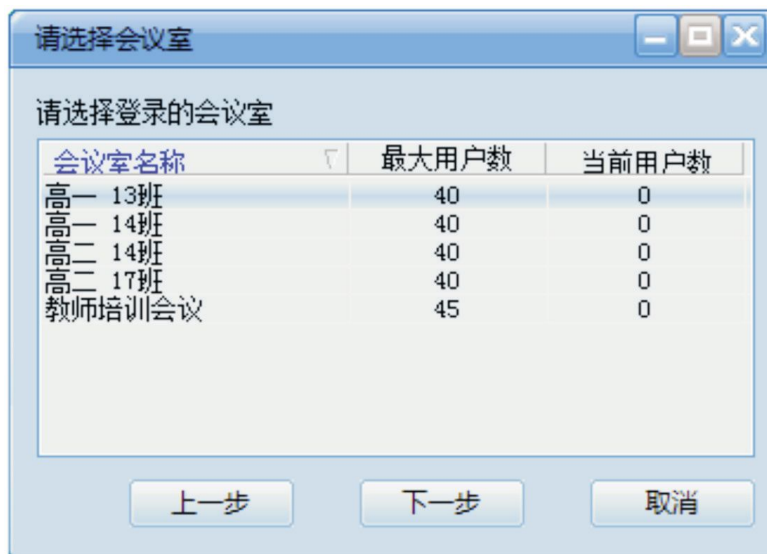 请选择会议室
请选择登录的会议室
会议室名称 最大用户数 当前用户数
高一 13班 40 0
高一 14班 40 0
高二 14班 40 0
高二 17班 40 0
教师培训会议 45 0
上一步 下一步 取消